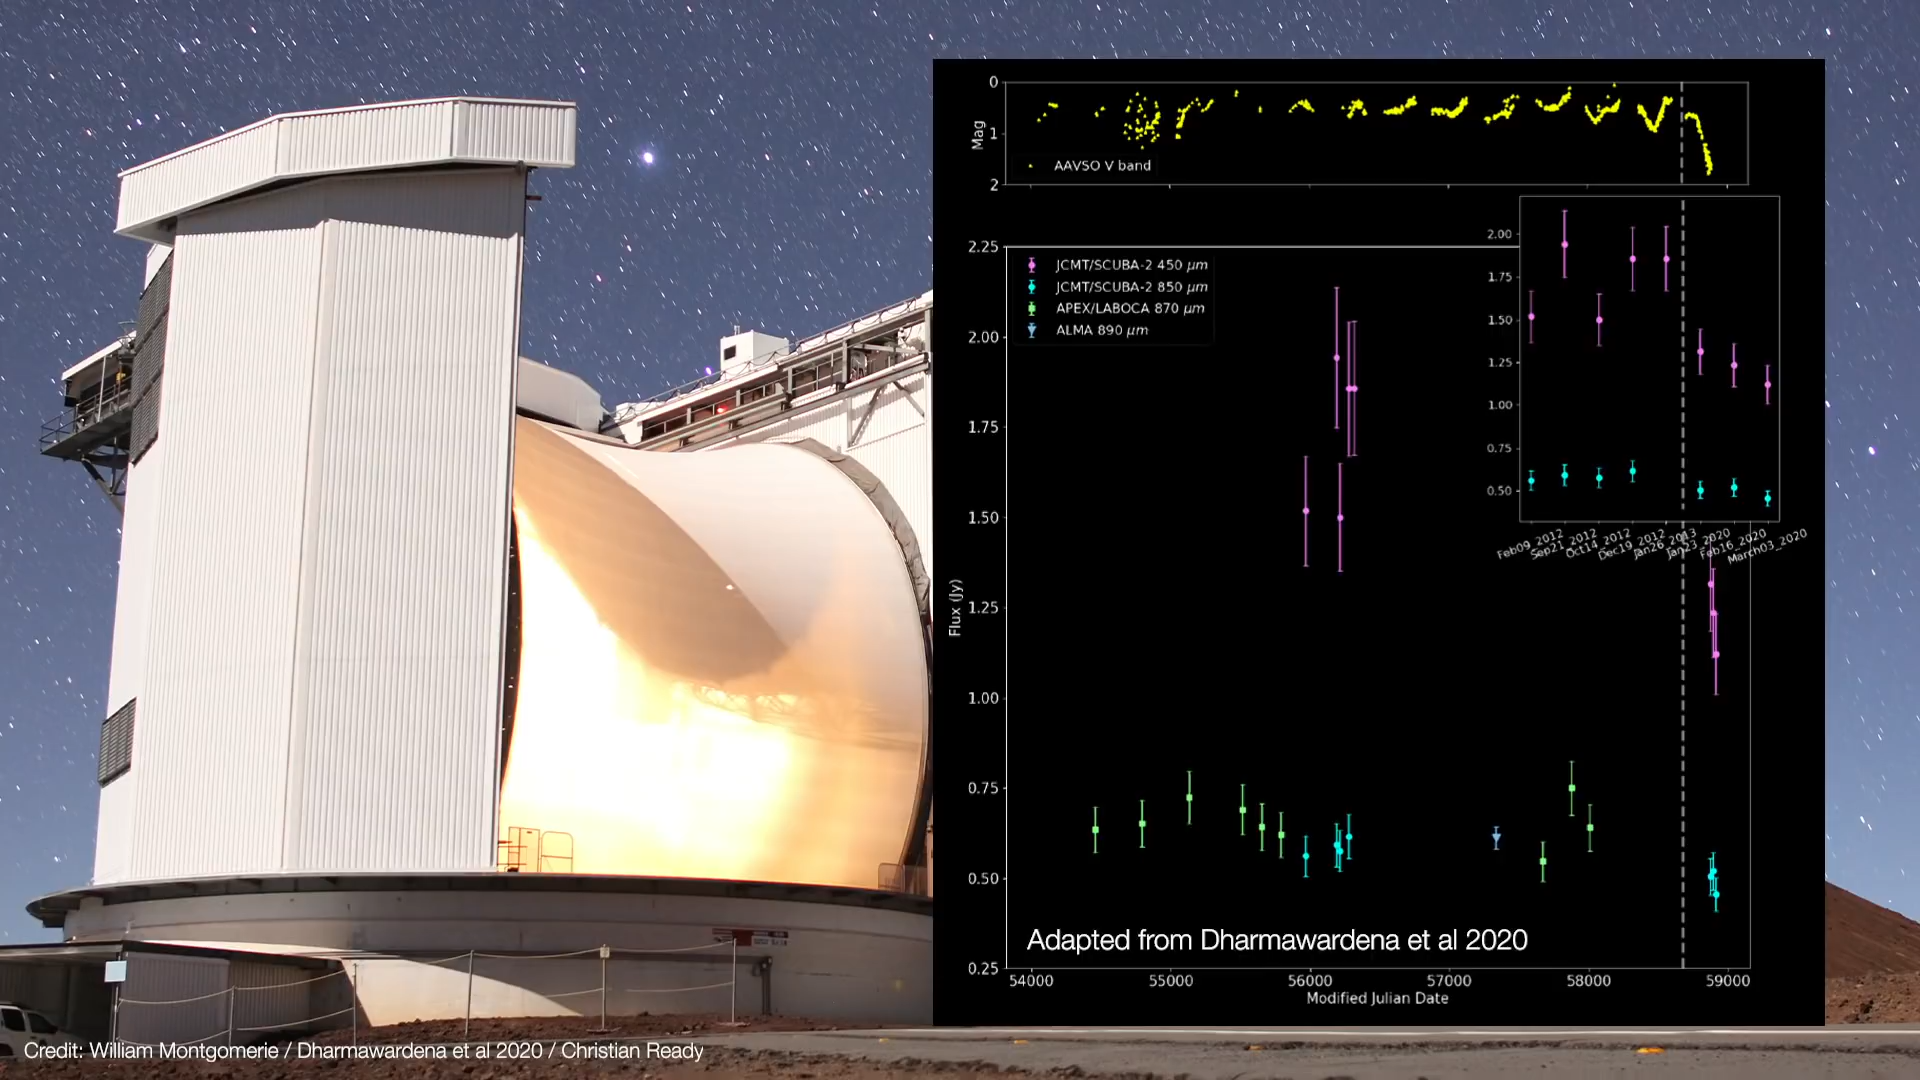 0
1
2
Mag
AAVSO V band
2.25
2.00
1.75
1.50
1.25
1.00
0.75
0.50
0.25
Flux (Jy)
JCMT/SCUBA-2 450 μm
JCMT/SCUBA-2 850 μm
APEX/LABOCA 870 μm
ALMA 890 μm
2.00
1.75
1.50
1.25
1.00
0.75
0.50
Feb09_2012
Sep21_2012
Oct14_2012
Dec19_2012
Jan26_2013
Jan23_2020
Feb16_2020
March03_2020
Adapted from Dharmawardena et al 2020
54000 55000 56000 57000 58000 59000
Modified Julian Date
Credit: William Montgomerie / Dharmawardena et al 2020 / Christian Ready